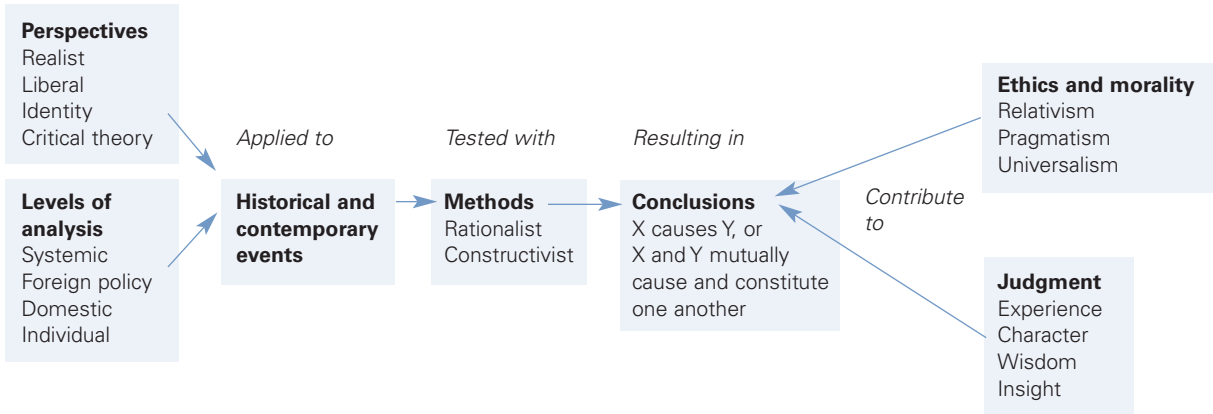 Perspectives
Realist
Liberal
Identity
Critical theory
Levels of
analysis
Systemic
Foreign policy
Domestic
Individual
Applied to
Historical and
contemporary
events
Tested with
Methods
Rationalist
Constructivist
Resulting in
Conclusions
X causes Y, or
X and Y mutually
cause and constitute
one another
Contribute
to
Ethics and morality
Relativism
Pragmatism
Universalism
Judgment
Experience
Character
Wisdom
Insight